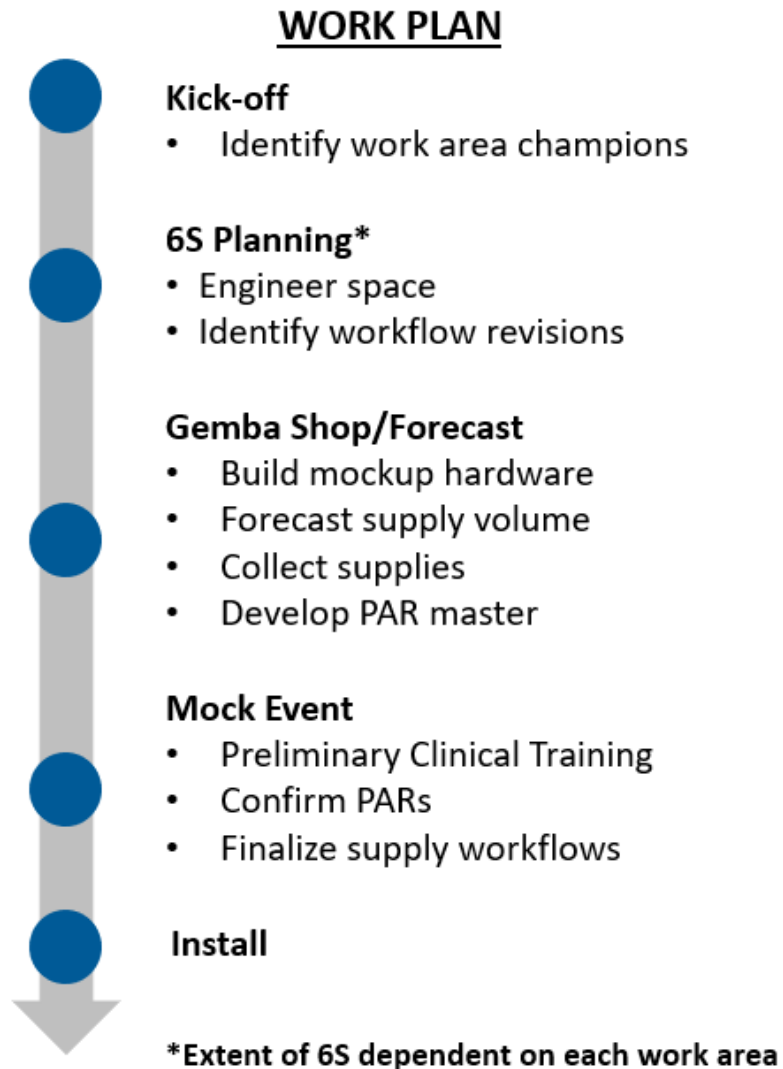 WORK PLAN
Kick-off
• Identify work area champions
6S Planning*
• Engineer space
• Identify workflow revisions
Gemba Shop/Forecast
• Build mockup hardware
• Forecast supply volume
• Collect supplies
• Develop PAR master
Mock Event
• Preliminary Clinical Training
• Confirm PARs
• Finalize supply workflows
Install
*Extent of 6S dependent on each work area